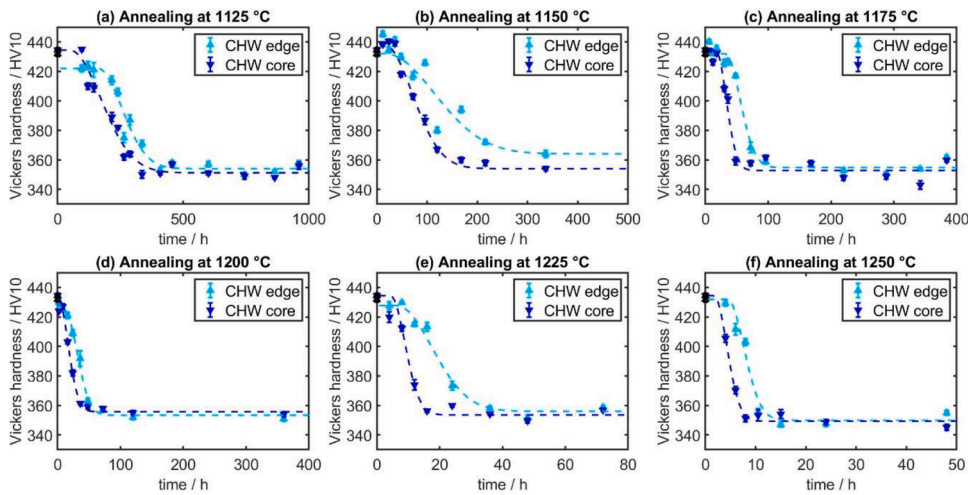 (a) Annealing at 1125 °C
(b) Annealing at 1150 °C
(c) Annealing at 1175 °C
Vickers hardness / HV10
440
420
400
380
360
340
CHW edge
CHW core
0
500
1000
time / h
Vickers hardness / HV10
440
420
400
380
360
340
CHW edge
CHW core
0
100
200
300
400
500
time / h
Vickers hardness / HV10
440
420
400
380
360
340
CHW edge
CHW core
0
100
200
300
400
time / h
(d) Annealing at 1200 °C
(e) Annealing at 1225 °C
(f) Annealing at 1250 °C
Vickers hardness / HV10
440
420
400
380
360
340
CHW edge
CHW core
0
100
200
300
400
time / h
Vickers hardness / HV10
440
420
400
380
360
340
CHW edge
CHW core
0
20
40
60
80
time / h
Vickers hardness / HV10
440
420
400
380
360
340
CHW edge
CHW core
0
10
20
30
40
50
time / h